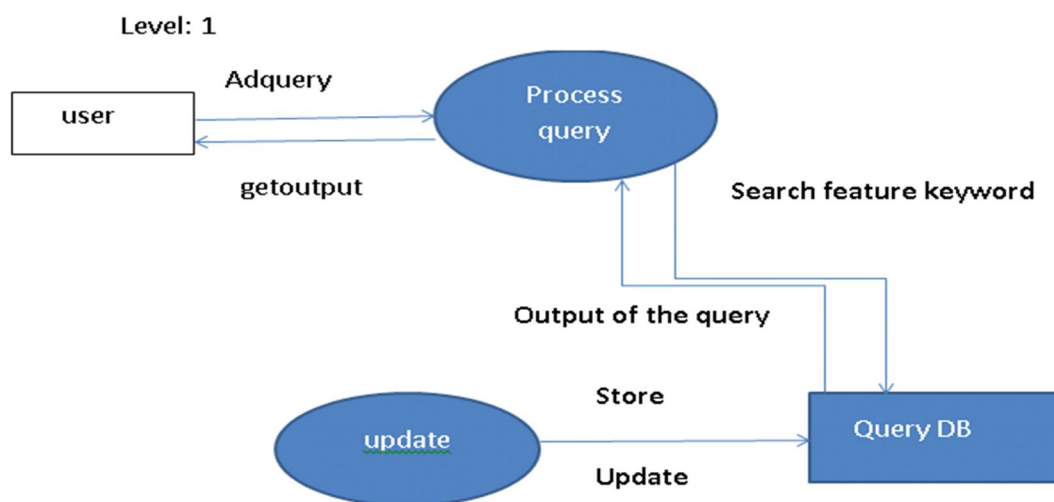 Level: 1
Adquery
user
Process
query
getoutput
Search feature keyword
Output of the query
Store
update
Query DB
Update